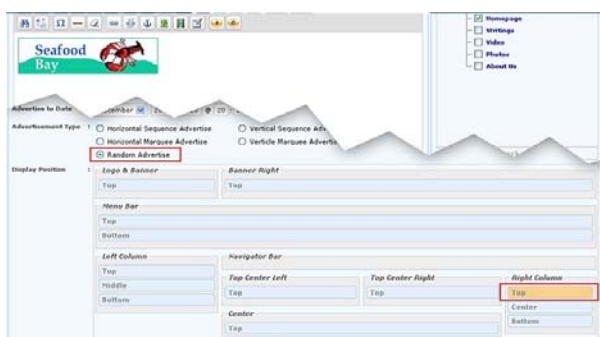 Homepage
Writings
Video
Photos
About Us
Seafood
Bay
Advertise to Date
Advertisement Type :
Horizontal Sequence Advertise
Vertical Sequence
Horizontal Marquee Advertise
Verticle Marquee
Random Advertise
Display Position :
Logo & Banner
Banner Right
Top
Top
Menu Bar
Top
Bottom
Left Column
Navigator Bar
Top
Middle
Bottom
Top Center Left
Top Center Right
Right Column
Top
Top
Top
Center
Bottom
Center
Top